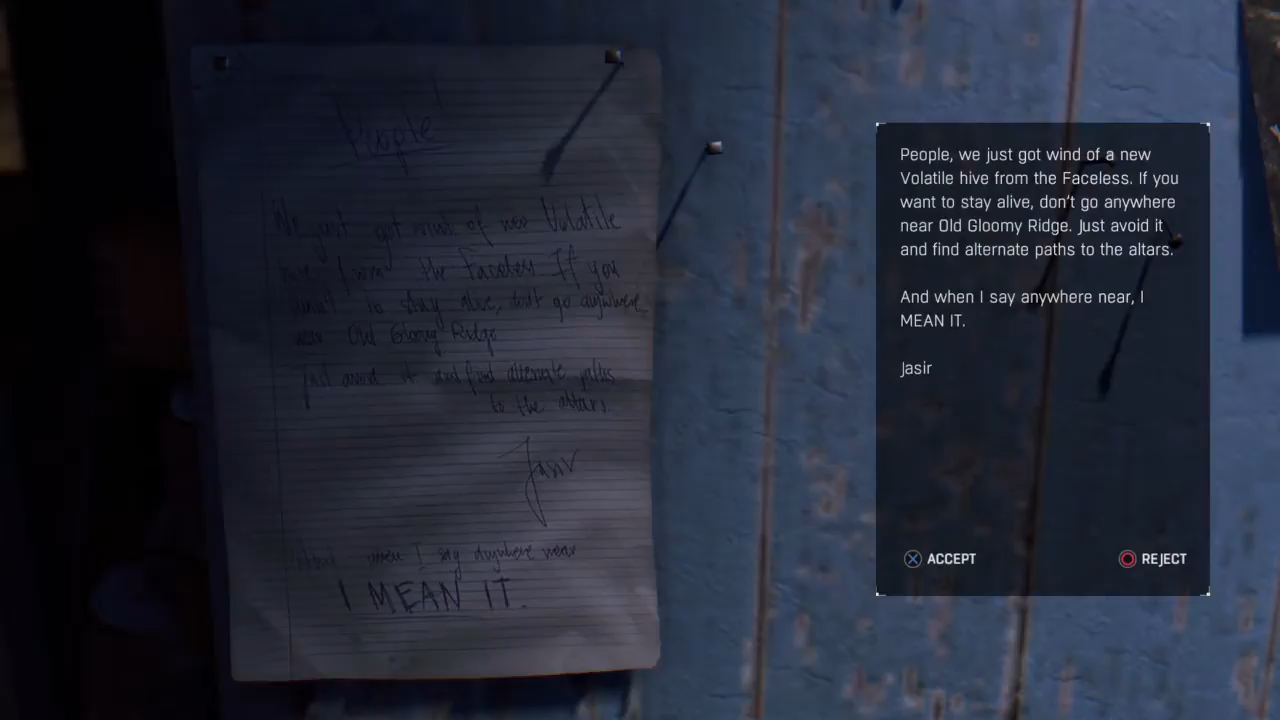 People!
We just got wind of new Volatile
hive from the Faceless. If you
want to stay alive, don't go anywhere
near Old Gloomy Ridge
Just avoid it and find alternate paths
to the altars.
Jasir
And when I say anywhere near
I MEAN IT.
People, we just got wind of a new
Volatile hive from the Faceless. If you
want to stay alive, don't go anywhere
near Old Gloomy Ridge. Just avoid it
and find alternate paths to the altars.
And when I say anywhere near, I
MEAN IT.
Jasir
ACCEPT
REJECT